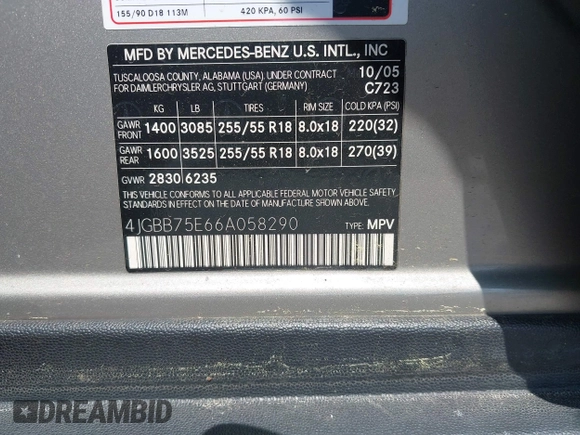 155/90 D18 113M 420 KPA, 60 PSI
MFD BY MERCEDES-BENZ U.S. INTL., INC
TUSCALOOSA COUNTY, ALABAMA (USA). UNDER CONTRACT 10/05
FOR DAIMLERCHRYSLER AG, STUTTGART (GERMANY) C723
KG LB TIRES RIM SIZE COLD KPA (PSI)
GAWR FRONT 1400 3085 255/55 R18 8.0x18 220(32)
GAWR REAR 1600 3525 255/55 R18 8.0x18 270(39)
GVWR 2830 6235
THIS VEHICLE CONFORMS TO ALL APPLICABLE FEDERAL MOTOR VEHICLE SAFETY
STANDARDS IN EFFECT ON THE DATE OF MANUFACTURE SHOWN ABOVE.
4JGBB75E66A058290 TYPE: MPV
DREAMBID